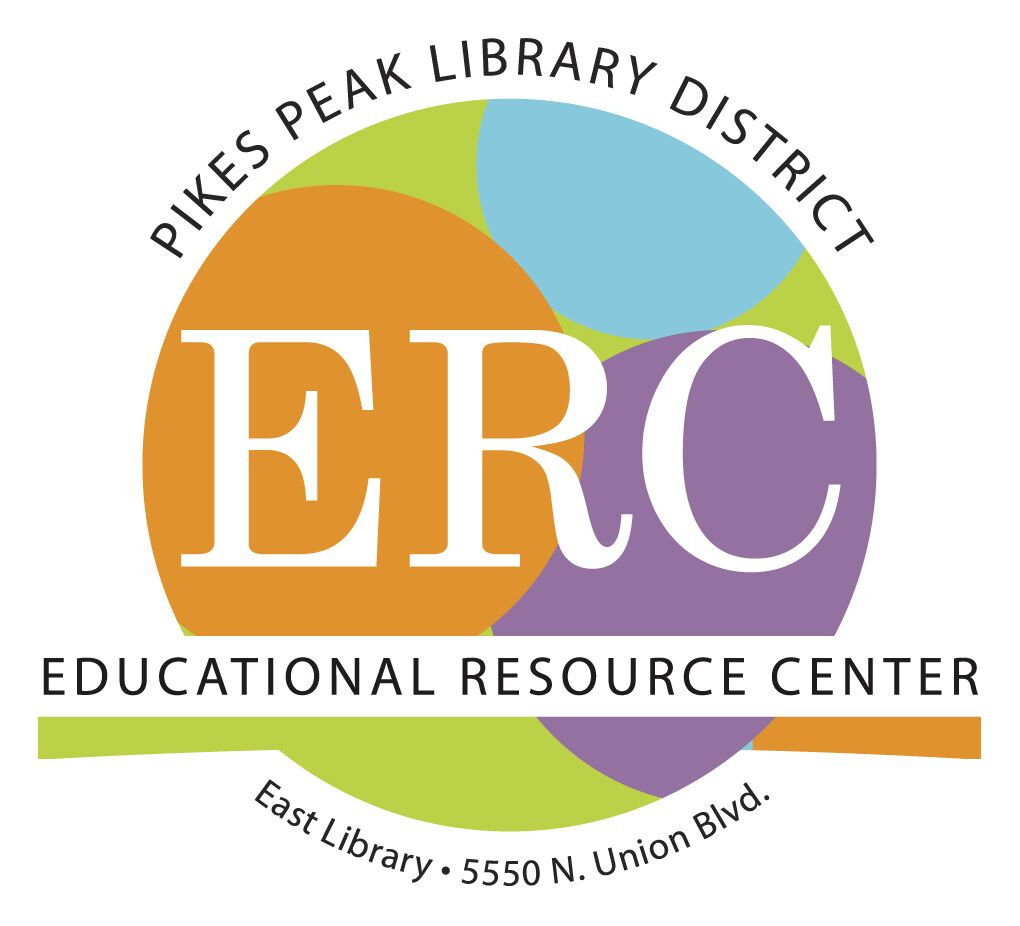 PIKES PEAK LIBRARY DISTRICT
ERC
EDUCATIONAL RESOURCE CENTER
East Library • 5550 N. Union Blvd.